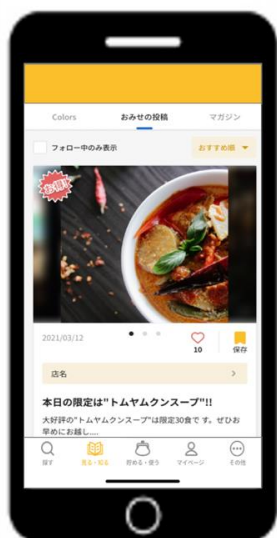 Colors おみせの投稿 マガジン
フォロー中のみ表示 おすすめ順
お得!
2021/03/12
10 保存
店名
本日の限定は"トムヤムクンスープ"!!
大好評の"トムヤムクンスープ"は限定30食で す。ぜひお
早めにお越し....
探す 見る・知る 貯める・使う マイページ その他